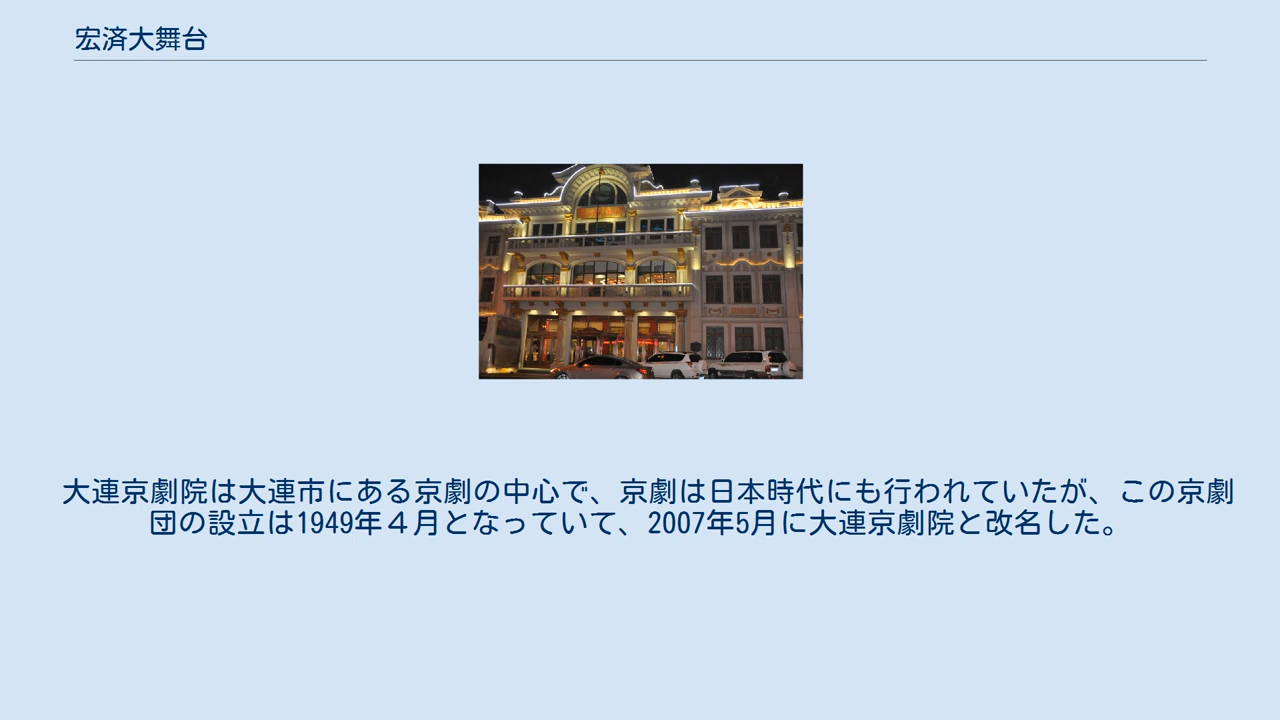 宏済大舞台
大連京劇院は大連市にある京劇の中心で、京劇は日本時代にも行われていたが、この京劇
団の設立は1949年４月となっていて、2007年5月に大連京劇院と改名した。